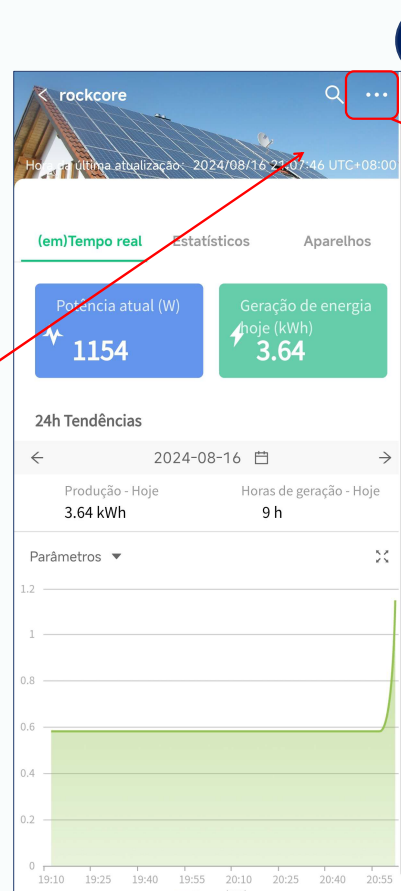 rockcore
Hora da última atualização: 2024/08/16 21:07:46 UTC+08:00
(em)Tempo real Estatísticos Aparelhos
Potência atual (W)
1154
Geração de energia
hoje (kWh)
3.64
24h Tendências
2024-08-16
Produção - Hoje Horas de geração - Hoje
3.64 kWh 9 h
Parâmetros
1.2
1
0.8
0.6
0.4
0.2
0
19:10 19:25 19:40 19:55 20:10 20:25 20:40 20:55